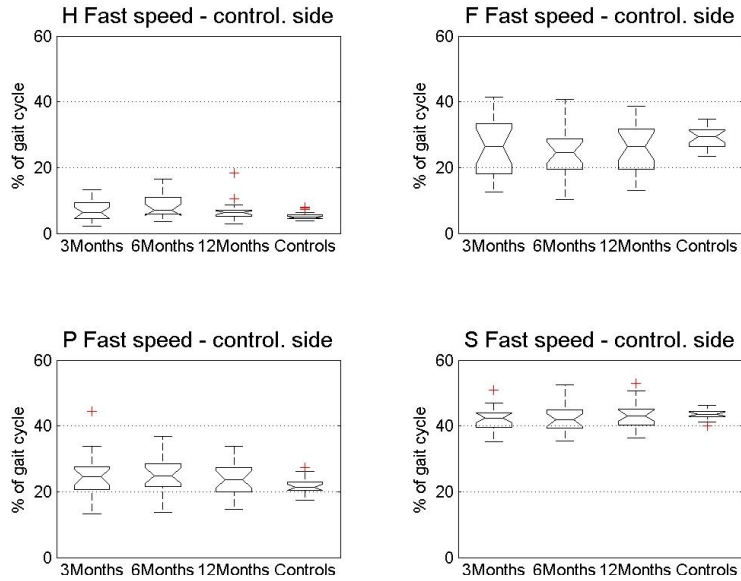 H Fast speed - control. side
60
40
20
0
% of gait cycle
3Months 6Months 12Months Controls
F Fast speed - control. side
60
40
20
0
% of gait cycle
3Months 6Months 12Months Controls
P Fast speed - control. side
60
40
20
0
% of gait cycle
3Months 6Months 12Months Controls
S Fast speed - control. side
60
40
20
0
% of gait cycle
3Months 6Months 12Months Controls